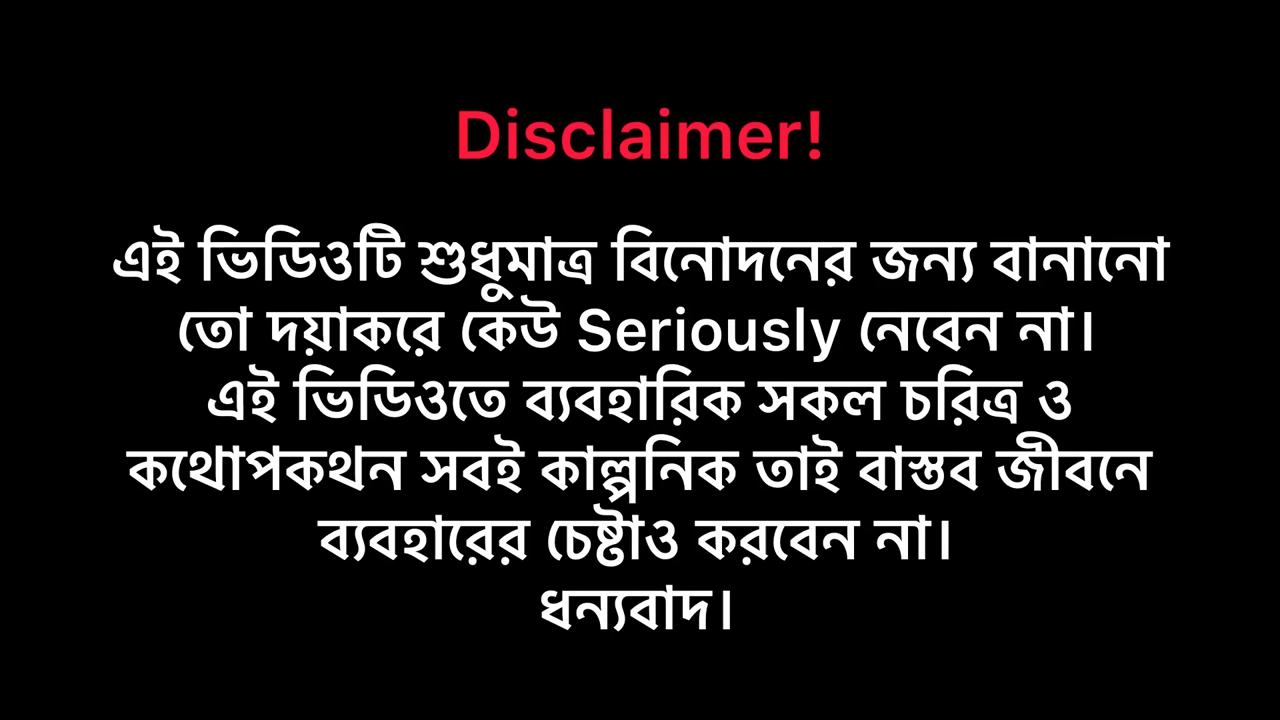 Disclaimer!
এই ভিডিওটি শুধুমাত্র বিনোদনের জন্য বানানো
তো দয়াকরে কেউ Seriously নেবেন না।
এই ভিডিওতে ব্যবহারিক সকল চরিত্র ও
কথোপকথন সবই কাল্পনিক তাই বাস্তব জীবনে
ব্যবহারের চেষ্টাও করবেন না।
ধন্যবাদ।